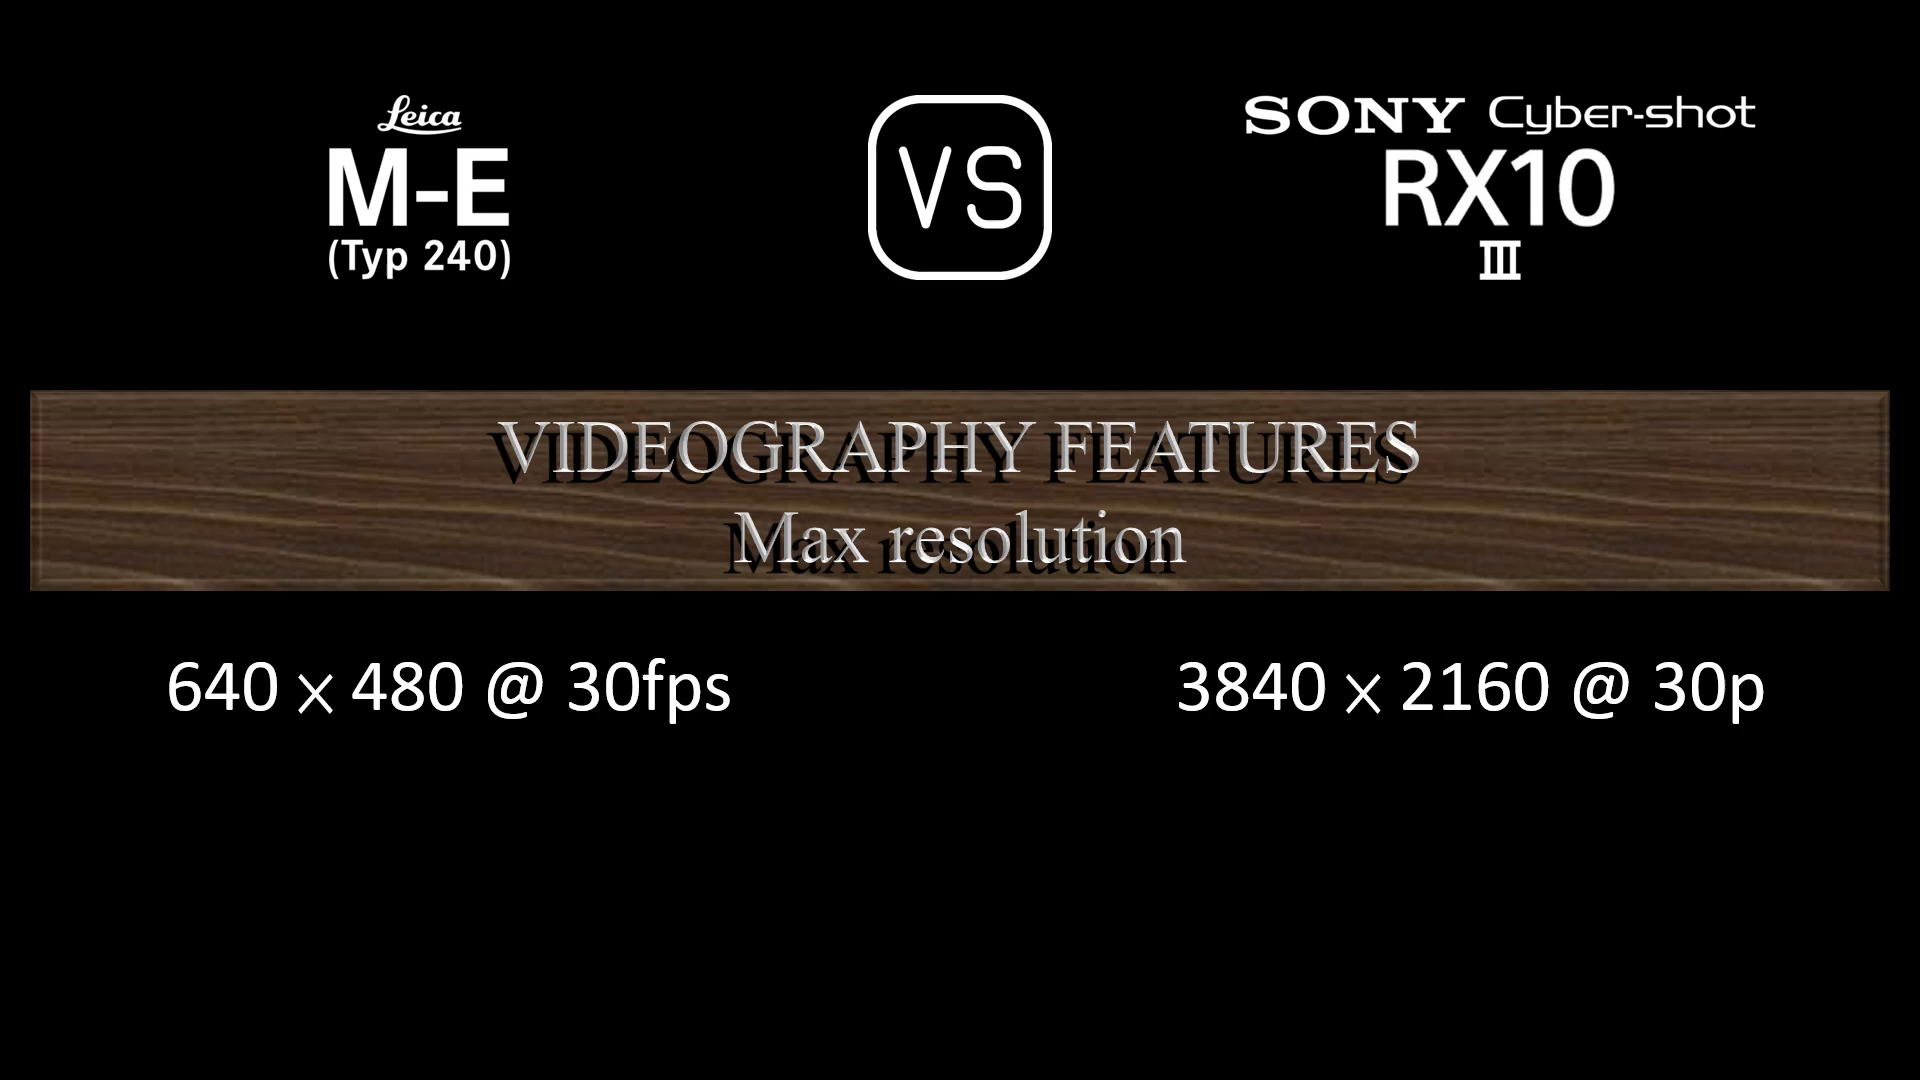 Leica
M-E
(Typ 240)
VS
SONY Cyber-shot
RX10
III
VIDEOGRAPHY FEATURES
Max resolution
640 x 480 @ 30fps
3840 x 2160 @ 30p